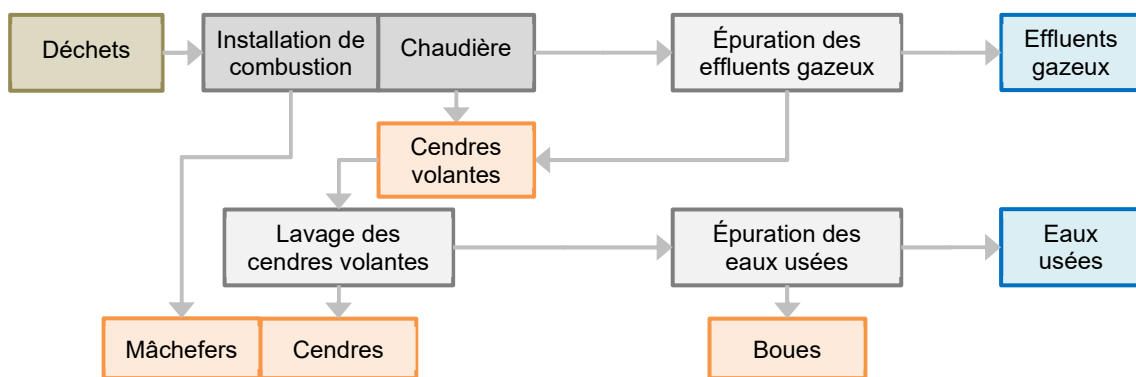 Déchets
Installation de
combustion
Chaudière
Épuration des
effluents gazeux
Effluents
gazeux
Cendres
volantes
Lavage des
cendres volantes
Épuration des
eaux usées
Eaux
usées
Mâchefers
Cendres
Boues